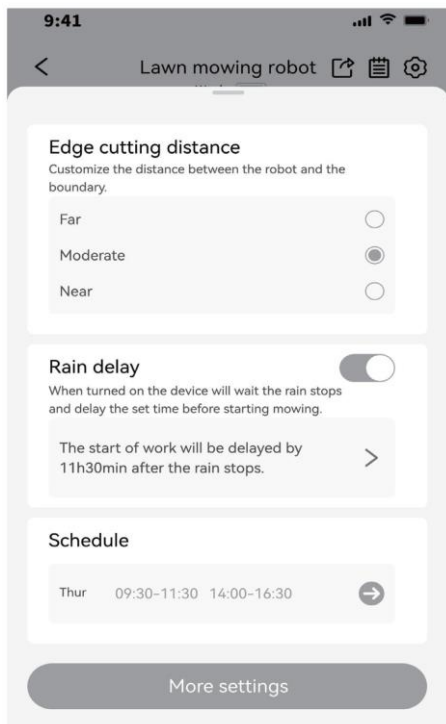 9:41
Lawn mowing robot
Edge cutting distance
Customize the distance between the robot and the
boundary.
Far
Moderate
Near
Rain delay
When turned on the device will wait the rain stops
and delay the set time before starting mowing.
The start of work will be delayed by
11h30min after the rain stops.
Schedule
Thur 09:30-11:30 14:00-16:30
More settings